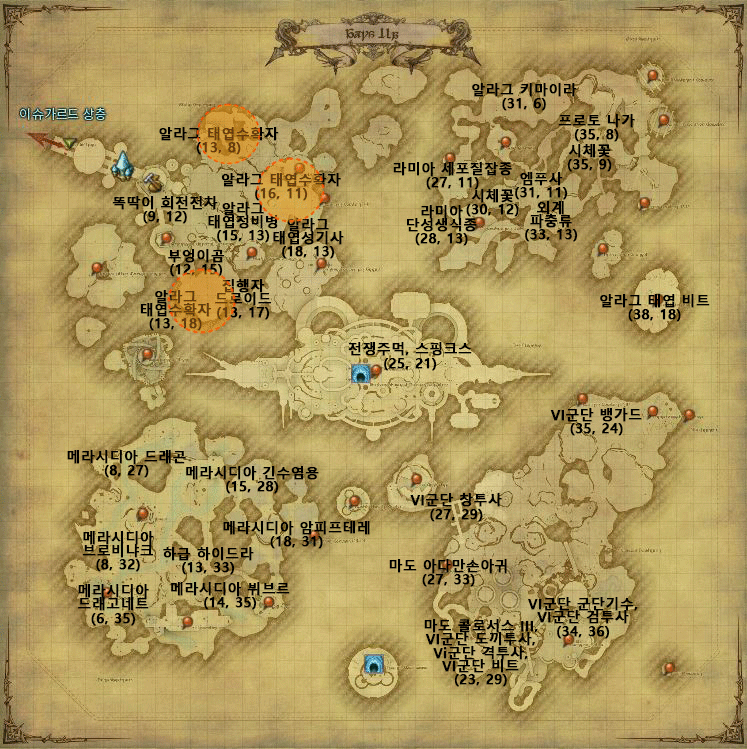 이슈가르드 상층
알라그 태엽수확자
(13, 8)
알라그 태엽수확자
(16, 11)
똑딱이 회전전차
(9, 12)
알라그
태엽정비병
(15, 13)
알라그
태엽성기사
(18, 13)
부엉이곰
(12, 15)
알라그
태엽수확자
(13, 18)
집행자
드로이드
(13, 17)
알라그 키마이라
(31, 6)
프로토 나가
(35, 8)
시체꽃
(35, 9)
라미아 세포질잡종
(27, 11)
엠푸사
(31, 11)
시체꽃
(30, 12)
라미아
단성생식종
(28, 13)
외계
파충류
(33, 13)
알라그 태엽 비트
(38, 18)
전쟁주먹, 스핑크스
(25, 21)
VI군단 뱅가드
(35, 24)
메라시디아 드래곤
(8, 27)
메라시디아 긴수염용
(15, 28)
메라시디아 암피프테레
(18, 31)
메라시디아
브로비냐크
(8, 32)
하급 하이드라
(13, 33)
메라시디아
드래고네트
(6, 35)
메라시디아 뷔브르
(14, 35)
VI군단 창투사
(27, 29)
마도 아다만손아귀
(27, 33)
마도 콜로서스 III,
VI군단 도끼투사,
Vi군단 격투사,
VI군단 비트
(23, 29)
VI군단 군단기수,
VI군단 검투사
(34, 36)